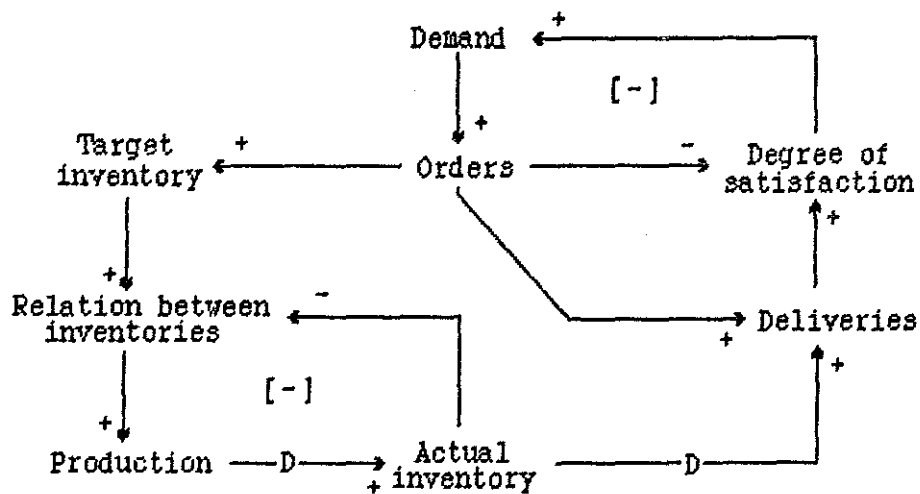 +
Demand
[-]
+
Target
inventory
+
Orders
-
Degree of
satisfaction
+
+
Relation between
inventories
-
+
Deliveries
+
[-]
+
Production
D
+
Actual
inventory
D